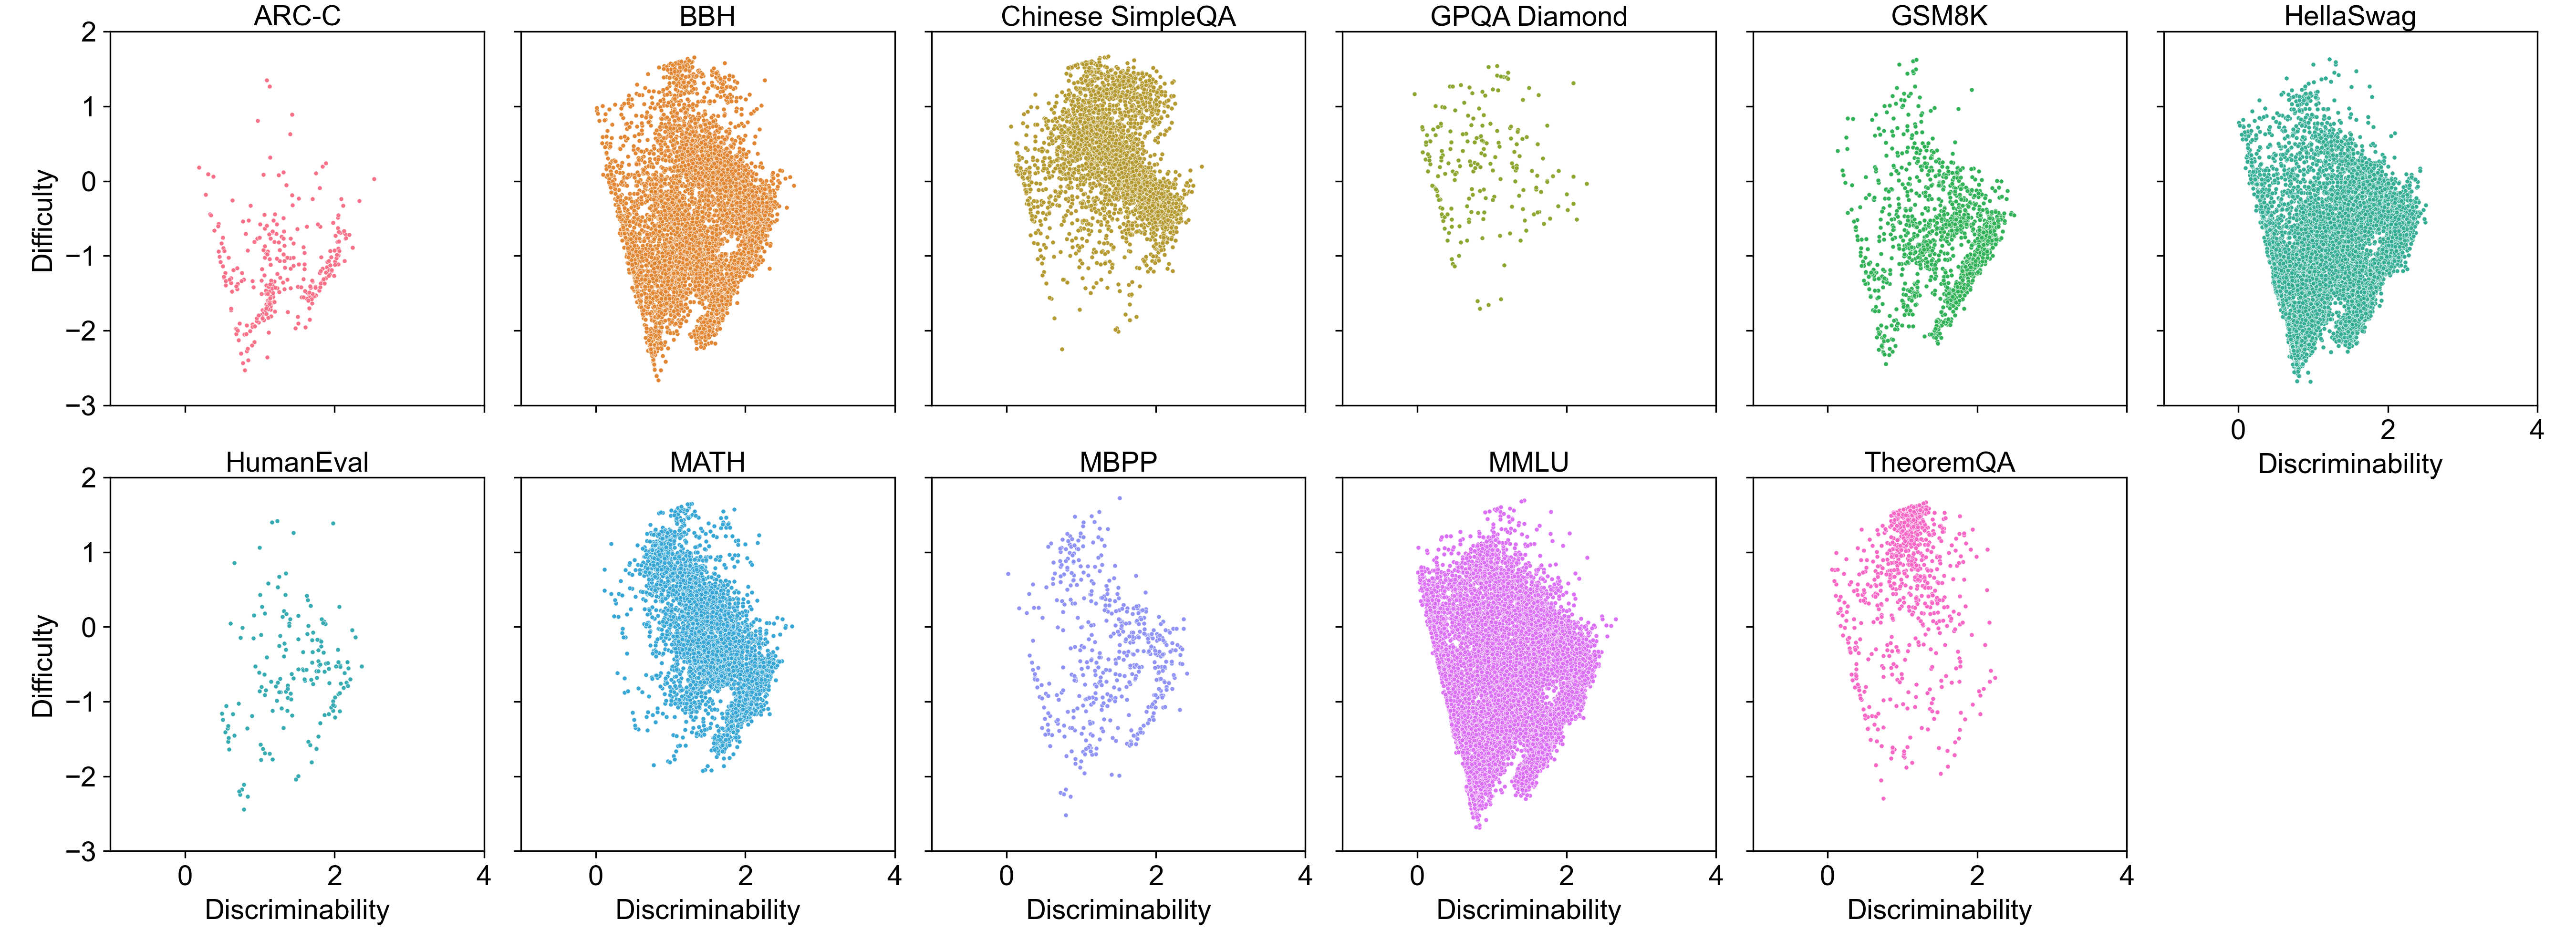 ARC-C
BBH
Chinese SimpleQA
GPQA Diamond
GSM8K
HellaSwag
2
1
0
−1
−2
−3
Difficulty
0
2
4
Discriminability
HumanEval
MATH
MBPP
MMLU
TheoremQA
2
1
0
−1
−2
−3
Difficulty
0
2
4
0
2
4
0
2
4
0
2
4
0
2
4
Discriminability
Discriminability
Discriminability
Discriminability
Discriminability